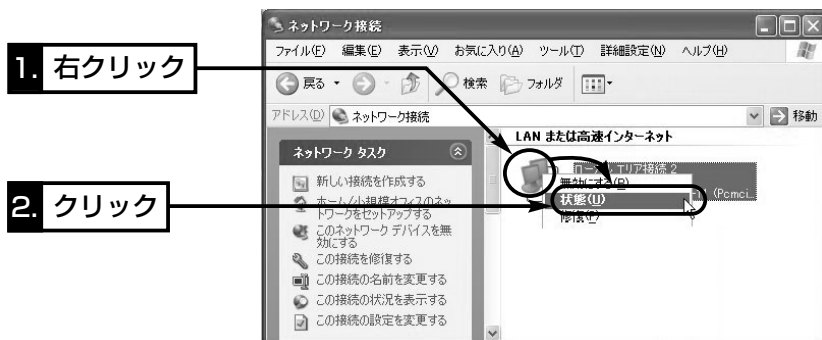 ネットワーク接続
ファイル(F) 編集(E) 表示(V) お気に入り(A) ツール(T) 詳細設定(N) ヘルプ(H)
1. 右クリック
戻る 検索 フォルダ
アドレス(D) ネットワーク接続 移動
LAN または高速インターネット
ネットワーク タスク
新しい接続を作成する
ホーム/小規模オフィスのネットワークをセットアップする
このネットワーク デバイスを無効にする
この接続を修復する
この接続の名前を変更する
この接続の状況を表示する
この接続の設定を変更する
エリア接続 2
無効にする(B)
(Pcmci...
2. クリック
状態(U)
修復(P)